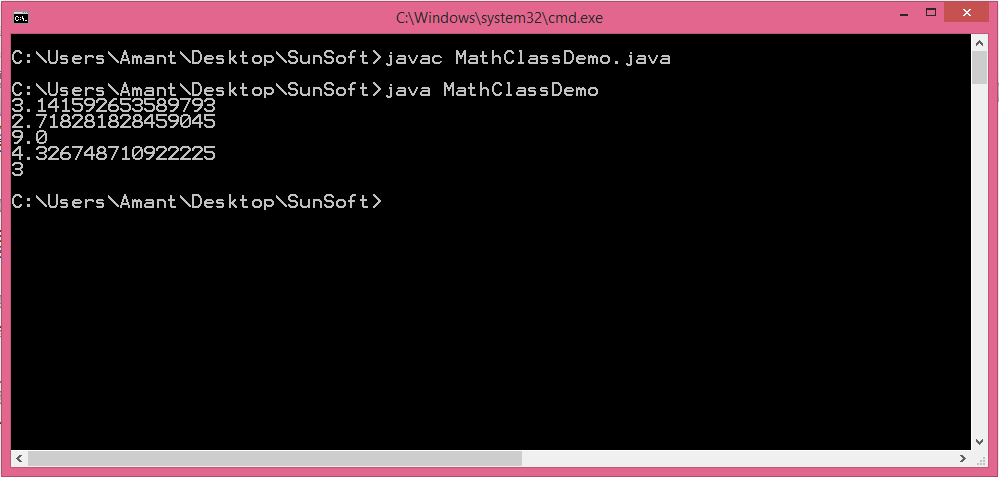 C:\Windows\system32\cmd.exe
C:\Users\Amant\Desktop\SunSoft>javac MathClassDemo.java
C:\Users\Amant\Desktop\SunSoft>java MathClassDemo
3.141592653589793
2.718281828459045
9.0
4.326748710922225
3
C:\Users\Amant\Desktop\SunSoft>